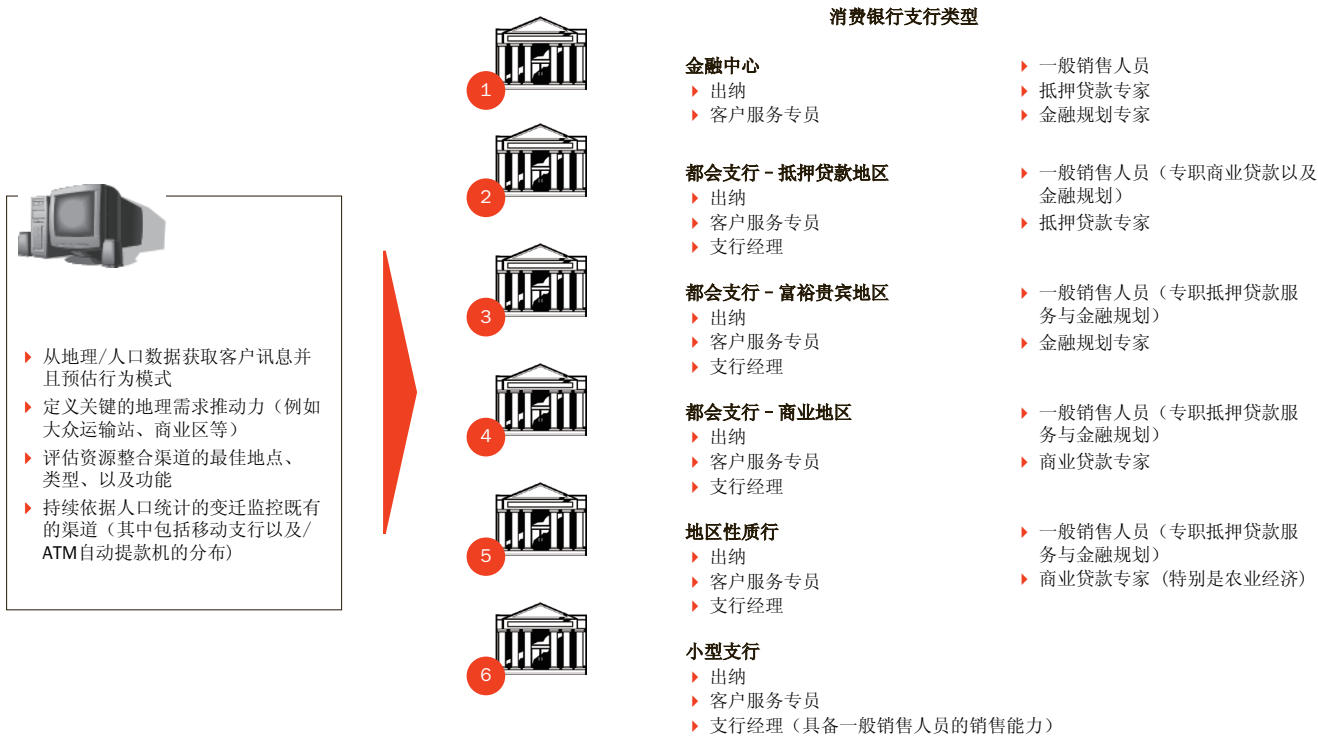 消费银行支行类型
从地理/人口数据获取客户讯息并
且预估行为模式
定义关键的地理需求推动力（例如
大众运输站、商业区等）
评估资源整合渠道的最佳地点、
类型、以及功能
持续依据人口统计的变迁监控既有
的渠道（其中包括移动支行以及/
ATM自动提款机的分布)
1
金融中心
出纳
客户服务专员
一般销售人员
抵押贷款专家
金融规划专家
2
都会支行－抵押贷款地区
出纳
客户服务专员
支行经理
一般销售人员（专职商业贷款以及
金融规划）
抵押贷款专家
3
都会支行－富裕贵宾地区
出纳
客户服务专员
支行经理
一般销售人员（专职抵押贷款服
务与金融规划）
金融规划专家
4
都会支行－商业地区
出纳
客户服务专员
支行经理
一般销售人员（专职抵押贷款服
务与金融规划）
商业贷款专家
5
地区性质行
出纳
客户服务专员
支行经理
一般销售人员（专职抵押贷款服
务与金融规划）
商业贷款专家 (特别是农业经济)
6
小型支行
出纳
客户服务专员
支行经理（具备一般销售人员的销售能力）